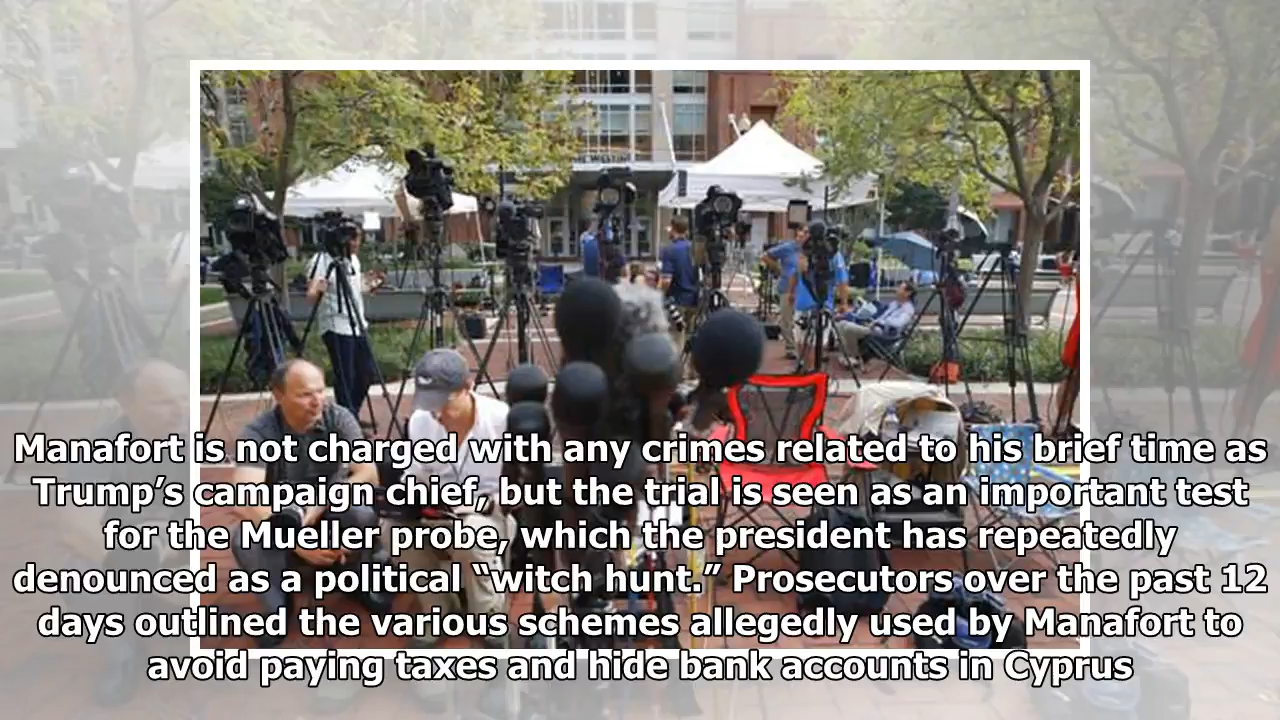 THE WESTIN
Manafort is not charged with any crimes related to his brief time as
Trump’s campaign chief, but the trial is seen as an important test
for the Mueller probe, which the president has repeatedly
denounced as a political “witch hunt.” Prosecutors over the past 12
days outlined the various schemes allegedly used by Manafort to
avoid paying taxes and hide bank accounts in Cyprus